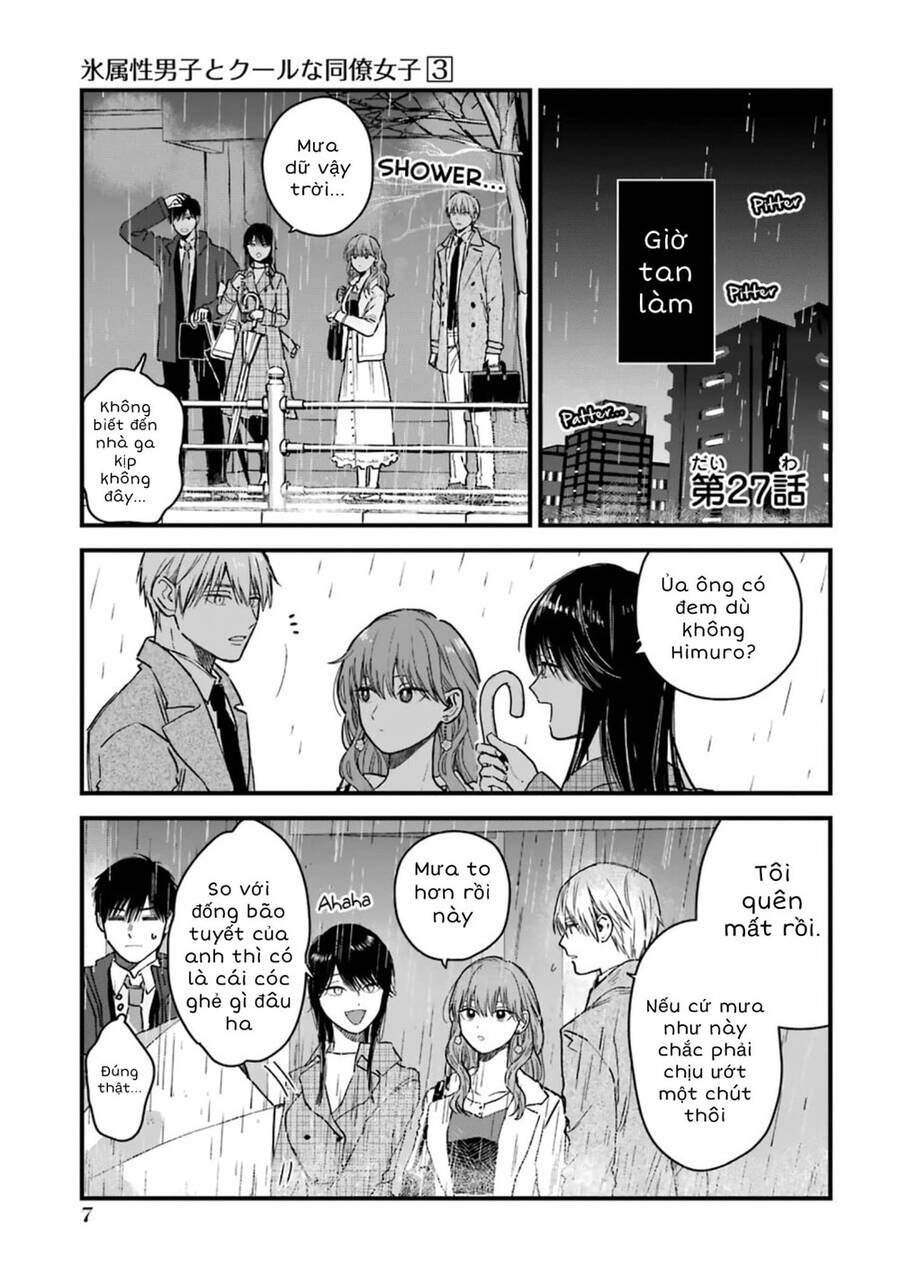 氷属性男子とクールな同僚女子 3
Pitter
Pitter
Patter...
Giờ
tan
làm
だい わ
第27話
SHOWER...
Mưa
dữ vậy
trời...
Không
biết đến
nhà ga
kịp
không
đây...
Ủa ông có
đem dù
không
Himuro?
Tôi
quên
mất rồi.
Nếu cứ mưa
như này
chắc phải
chịu ướt
một chút
thôi
Mưa to
hơn rồi
này
Ahaha
So với
đống bão
tuyết của
anh thì có
là cái cóc
ghẻ gì đâu
ha
Đúng
thật...
7